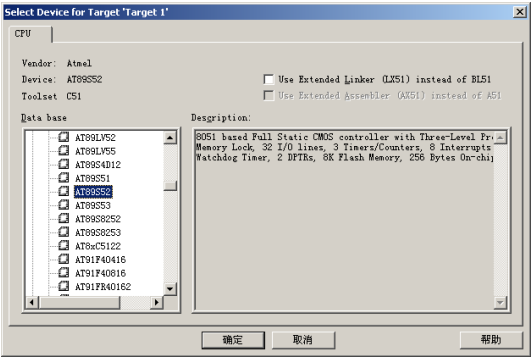 Select Device for Target 'Target 1'
CPU
Vendor: Atmel
Device: AT89S52
Toolset C51
Use Extended Linker (LX51) instead of BL51
Use Extended Assembler (AX51) instead of A51
Data base
Description:
AT89LV52
AT89LV55
AT89S4D12
AT89S51
AT89S52
AT89S53
AT89S8252
AT89S8253
AT8xC5122
AT91F40416
AT91F40816
AT91FR40162
8051 based Full Static CMOS controller with Three-Level Pr
Memory Lock, 32 I/O lines, 3 Timers/Counters, 8 Interrupts
Watchdog Timer, 2 DPTRs, 8K Flash Memory, 256 Bytes On-chip
确定
取消
帮助